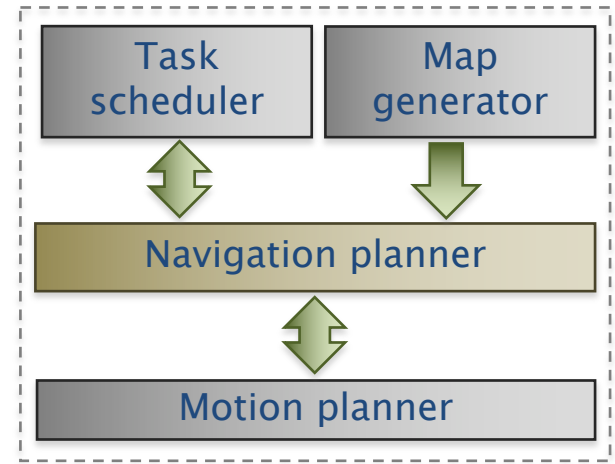 Task
scheduler
Map
generator
Navigation planner
Motion planner